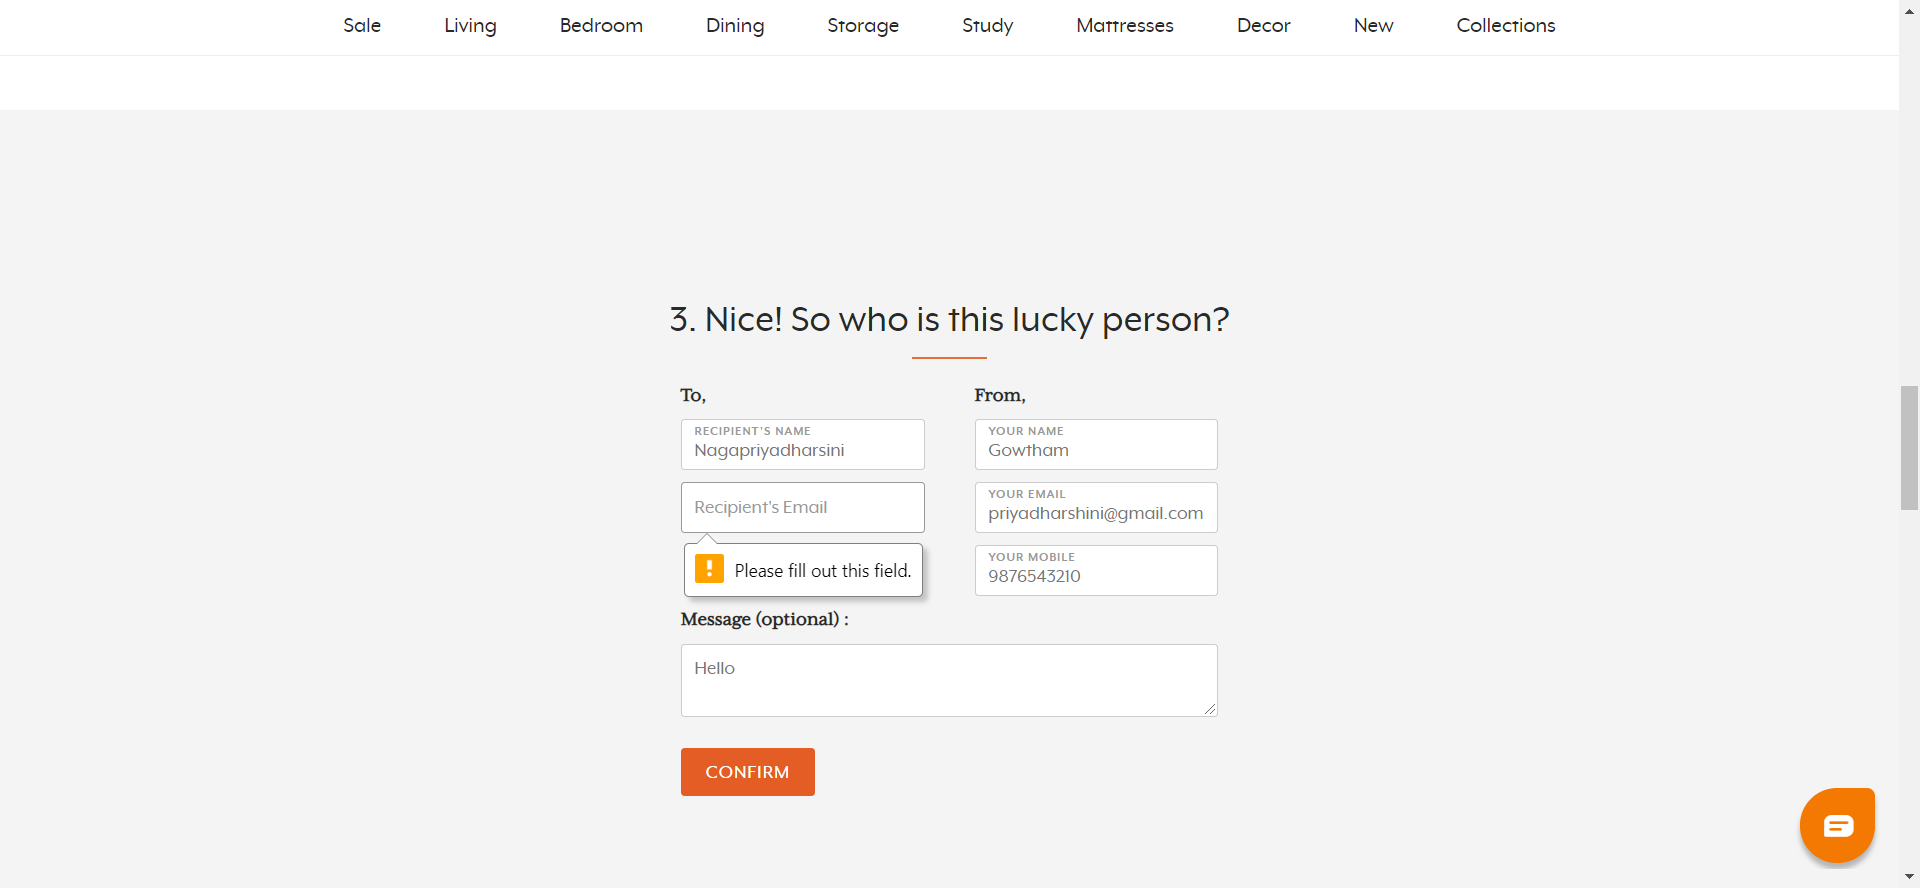 Sale Living Bedroom Dining Storage Study Mattresses Decor New Collections
3. Nice! So who is this lucky person?
To,
From,
RECIPIENT'S NAME
Nagapriyadharsini
YOUR NAME
Gowtham
Recipient's Email
YOUR EMAIL
priyadharshini@gmail.com
Please fill out this field.
YOUR MOBILE
9876543210
Message (optional) :
Hello
CONFIRM